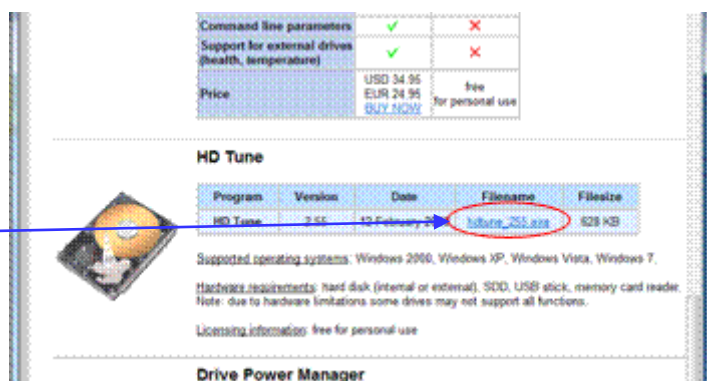 Command line parameters
Support for external drives
(health, temperature)
Price
USD 34.95
EUR 24.95
BUY NOW
free
for personal use
HD Tune
Program Version Date Filename Filesize
HD Tune 2.55 12 February hdtune_255.exe 628 KB
Supported operating systems: Windows 2000, Windows XP, Windows Vista, Windows 7.
Hardware requirements: hard disk (internal or external), SDD, USB stick, memory card reader.
Note: due to hardware limitations some drives may not support all functions.
Licensing information: free for personal use
Drive Power Manager